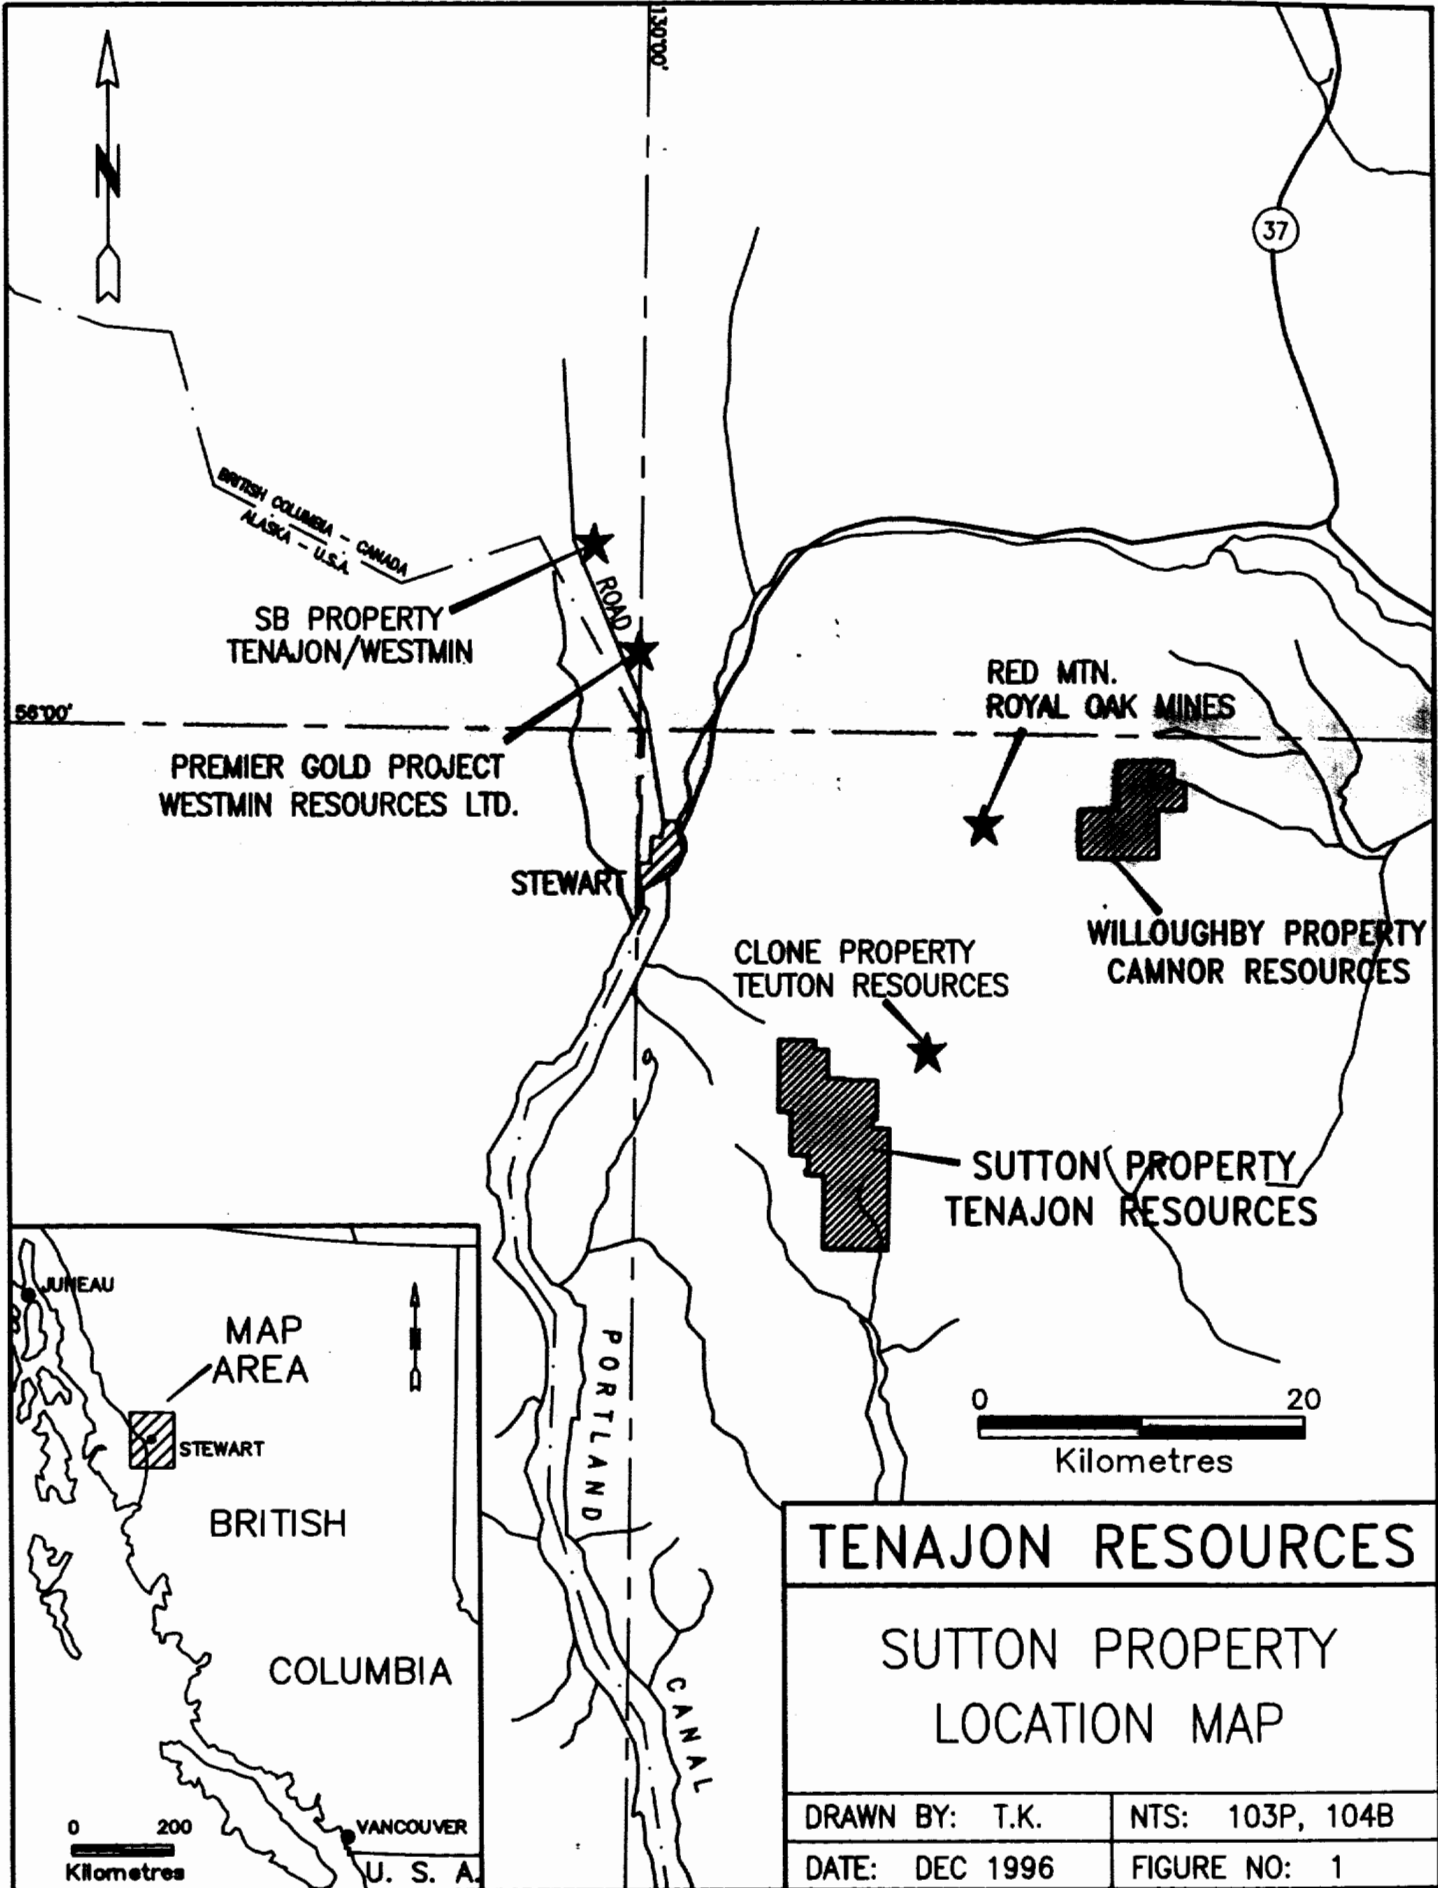 130°00'
N
37
BRITISH COLUMBIA - CANADA
ALASKA - U.S.A.
ROAD
SB PROPERTY
TENAJON/WESTMIN
RED MTN.
ROYAL OAK MINES
56°00'
PREMIER GOLD PROJECT
WESTMIN RESOURCES LTD.
STEWART
WILLOUGHBY PROPERTY
CAMNOR RESOURCES
CLONE PROPERTY
TEUTON RESOURCES
SUTTON PROPERTY
TENAJON RESOURCES
PORTLAND
CANAL
0 20
Kilometres
JUNEAU
N
MAP
AREA
STEWART
BRITISH
COLUMBIA
0 200
Kilometres
VANCOUVER
U. S. A.
TENAJON RESOURCES
SUTTON PROPERTY
LOCATION MAP
DRAWN BY: T.K.
NTS: 103P, 104B
DATE: DEC 1996
FIGURE NO: 1